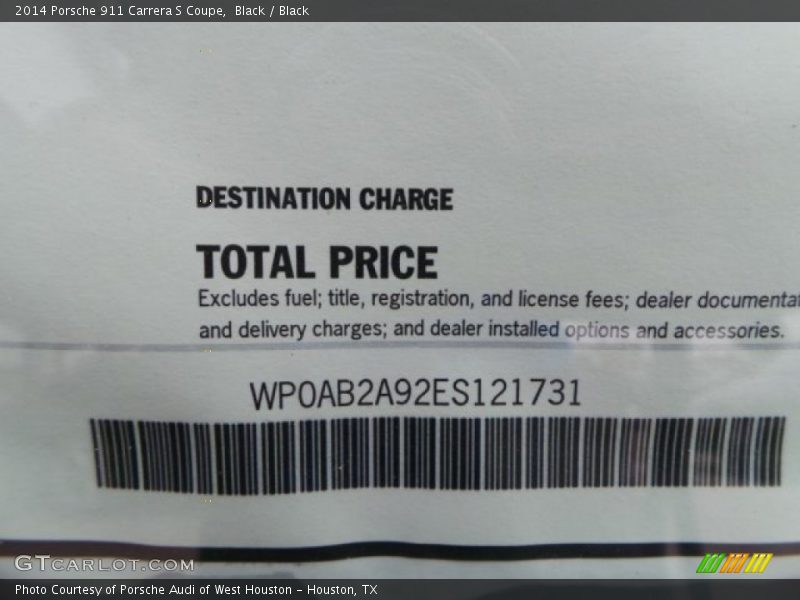 2014 Porsche 911 Carrera S Coupe,  Black / Black
DESTINATION CHARGE
TOTAL PRICE
Excludes fuel; title, registration, and license fees; dealer
and delivery charges; and dealer installed options and accessories.
WP0AB2A92ES121731
GTCARLOT.COM
Photo Courtesy of Porsche Audi of West Houston – Houston, TX